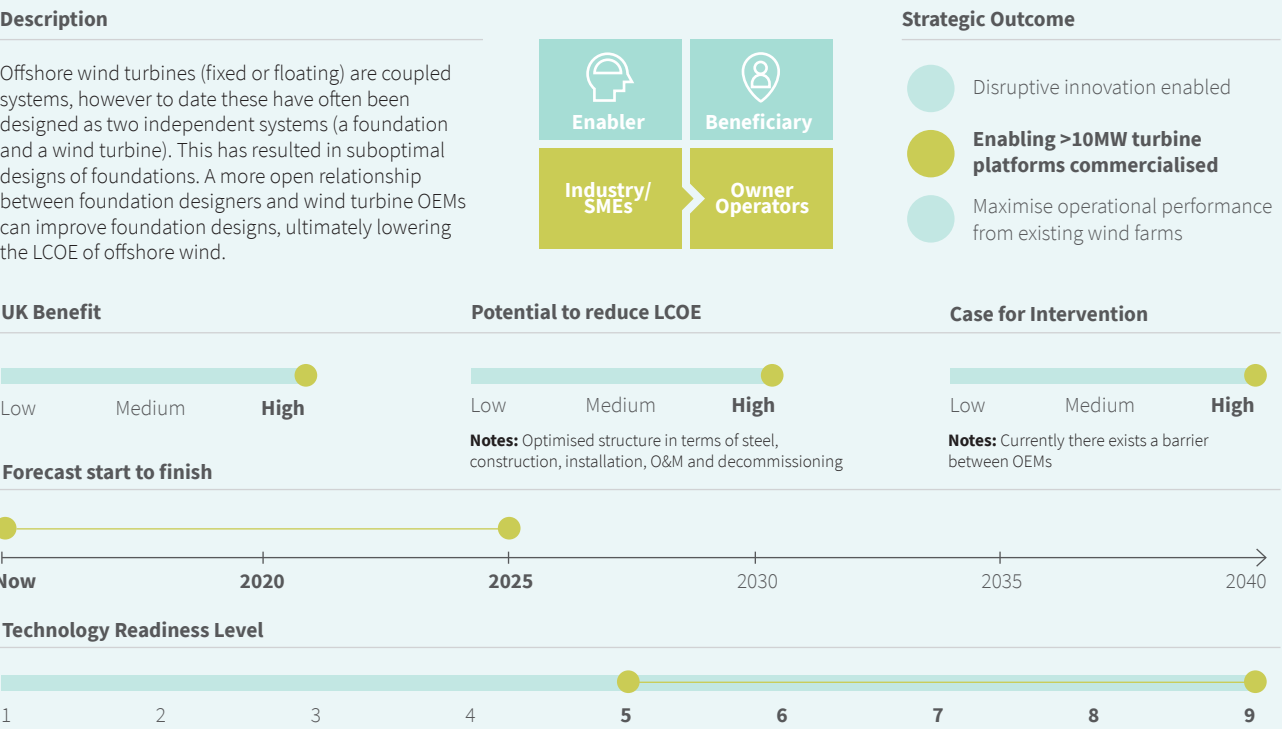 Description
Offshore wind turbines (fixed or floating) are coupled
systems, however to date these have often been
designed as two independent systems (a foundation
and a wind turbine). This has resulted in suboptimal
designs of foundations. A more open relationship
between foundation designers and wind turbine OEMs
can improve foundation designs, ultimately lowering
the LCOE of offshore wind.
Enabler
Beneficiary
Industry/
SMEs
Owner
Operators
Strategic Outcome
Disruptive innovation enabled
Enabling >10MW turbine
platforms commercialised
Maximise operational performance
from existing wind farms
UK Benefit
Low Medium High
Potential to reduce LCOE
Low Medium High
Notes: Optimised structure in terms of steel,
construction, installation, O&M and decommissioning
Case for Intervention
Low Medium High
Notes: Currently there exists a barrier
between OEMs
Forecast start to finish
Now 2020 2025 2030 2035 2040
Technology Readiness Level
1 2 3 4 5 6 7 8 9